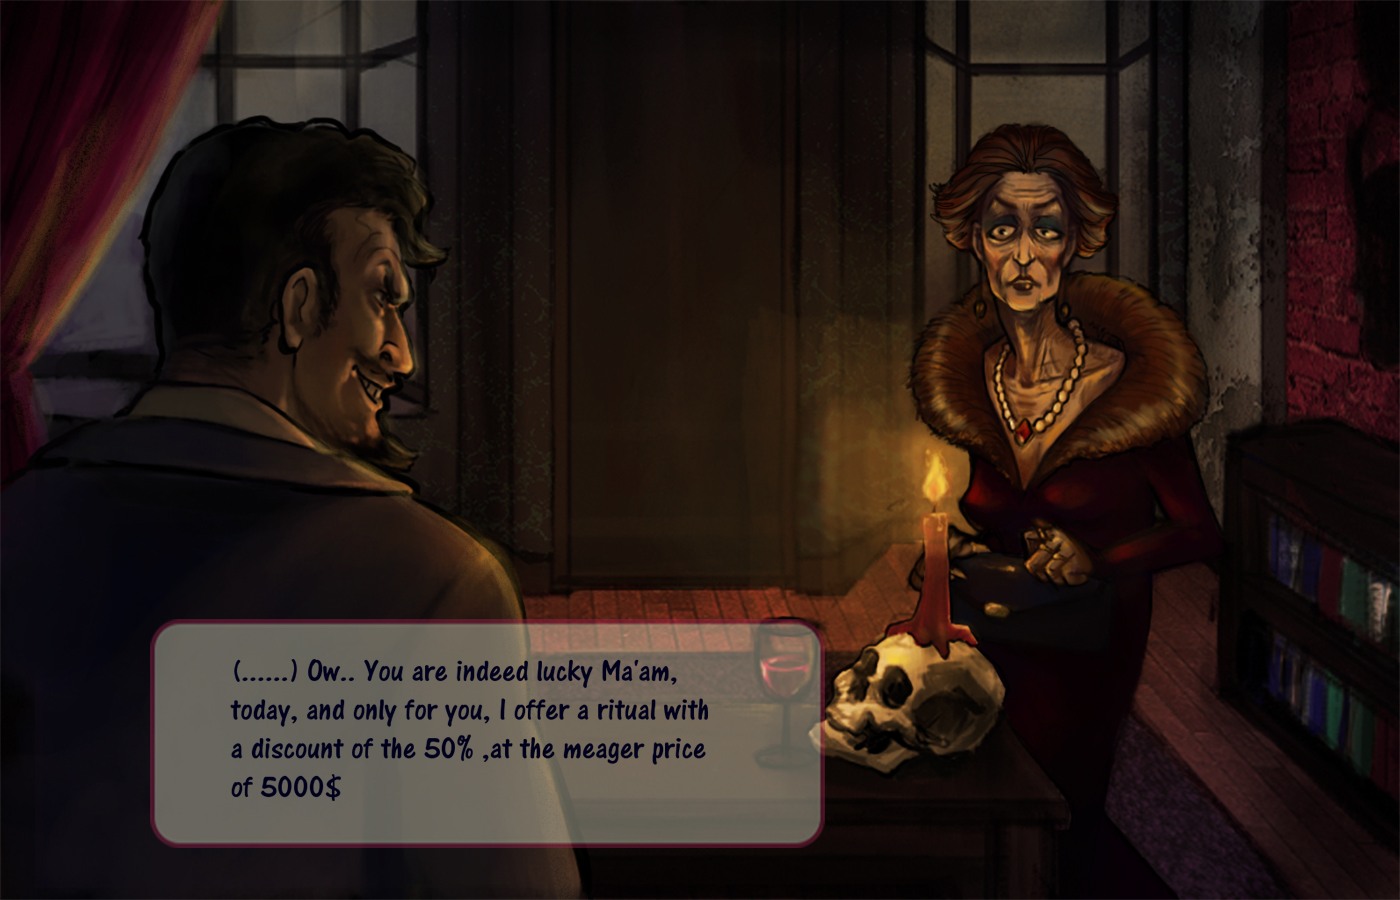 (......) Ow.. You are indeed lucky Ma'am,
today, and only for you, I offer a ritual with
a discount of the 50% ,at the meager price
of 5000$